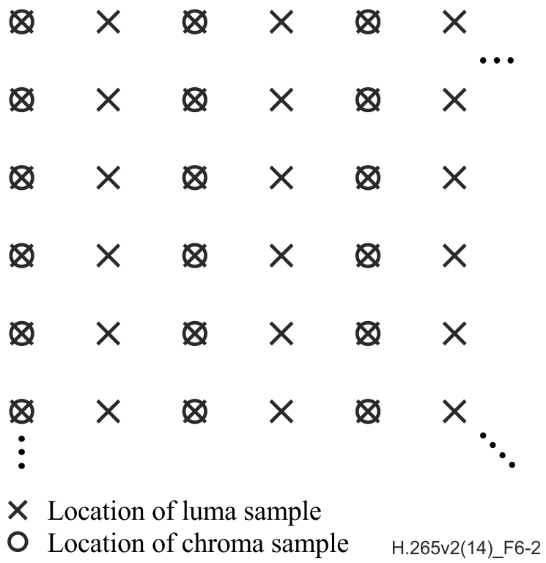 Location of luma sample
Location of chroma sample
H.265v2(14)_F6-2